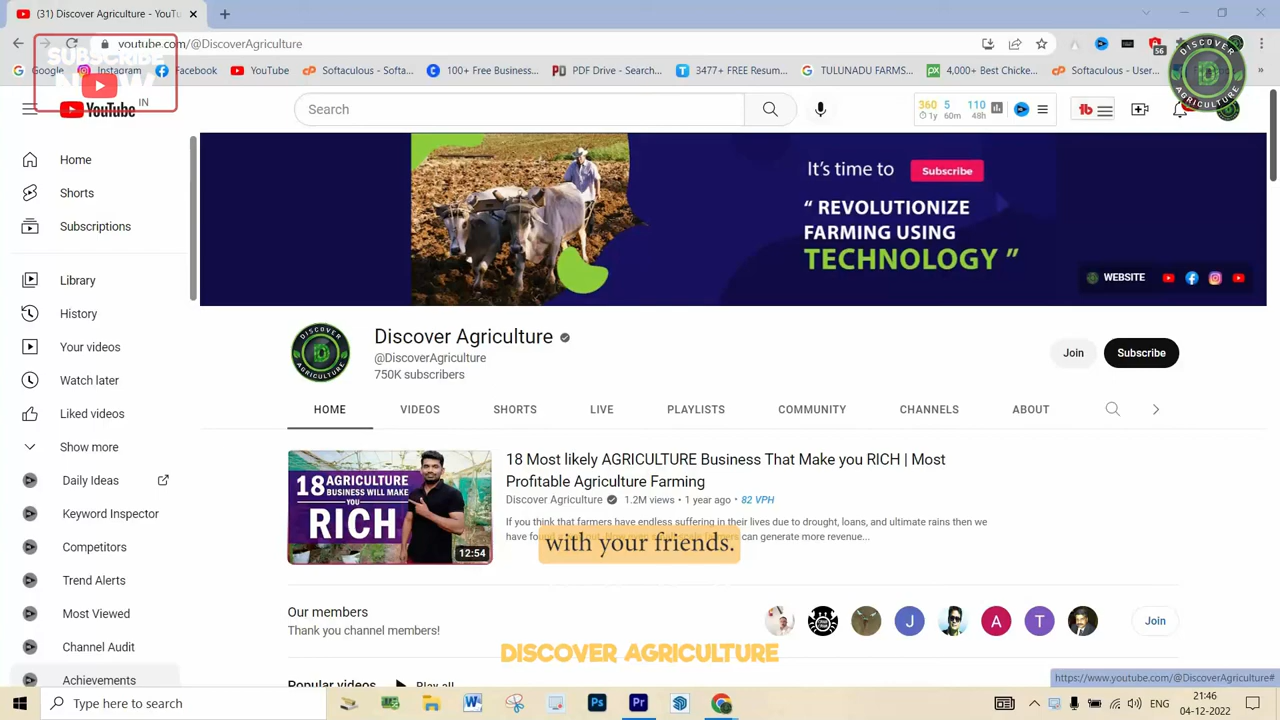 (31) Discover Agriculture - YouT
youtube.com/@DiscoverAgriculture
SUBSCRIBE
NOW
Google
Instagram
Facebook
YouTube
Softaculous - Softa...
100+ Free Business...
PDF Drive - Search...
3477+ FREE Resum...
TULUNADU FARMS...
4,000+ Best Chicke...
Softaculous - User...
»
56
DISCOVER
AGRICULTURE
YouTube IN
Search
360 5 110
1y 60m 48h
tb
Home
Shorts
Subscriptions
Library
History
Your videos
Watch later
Liked videos
Show more
Daily Ideas
Keyword Inspector
Competitors
Trend Alerts
Most Viewed
Channel Audit
Achievements
It's time to Subscribe
“ REVOLUTIONIZE
FARMING USING
TECHNOLOGY ”
WEBSITE
DISCOVER
D
AGRICULTURE
Discover Agriculture
@DiscoverAgriculture
750K subscribers
Join
Subscribe
HOME VIDEOS SHORTS LIVE PLAYLISTS COMMUNITY CHANNELS ABOUT
18 AGRICULTURE
BUSINESS WILL MAKE
YOU
RICH
12:54
18 Most likely AGRICULTURE Business That Make you RICH | Most
Profitable Agriculture Farming
Discover Agriculture 1.2M views • 1 year ago • 82 VPH
If you think that farmers have endless suffering in their lives due to drought, loans, and ultimate rains then we
can generate more revenue...
with your friends.
Our members
Thank you channel members!
J
A
T
Join
DISCOVER AGRICULTURE
Popular videos Play all
https://www.youtube.com/@DiscoverAgriculture#
Type here to search
ENG
21:46
04-12-2022